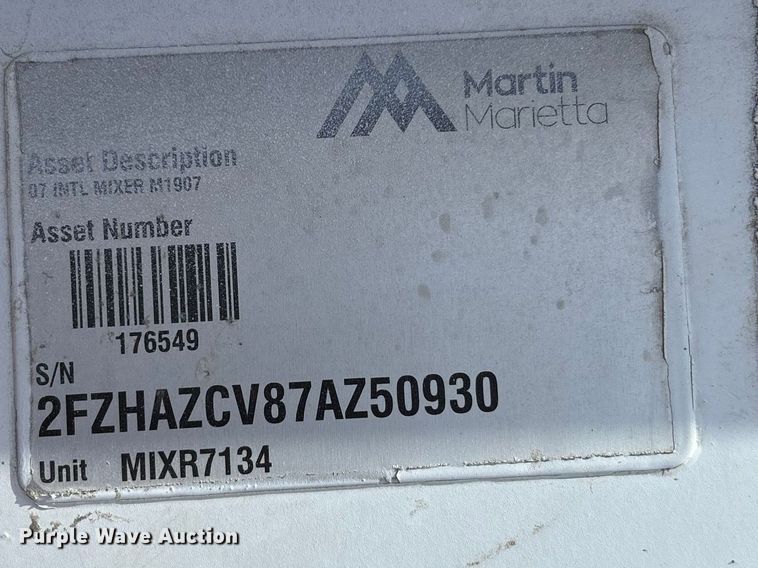 Martin
Marietta
Asset Description
07 INTL MIXER M1907
Asset Number
176549
S/N
2FZHAZCV87AZ50930
Unit MIXR7134
Purple Wave Auction